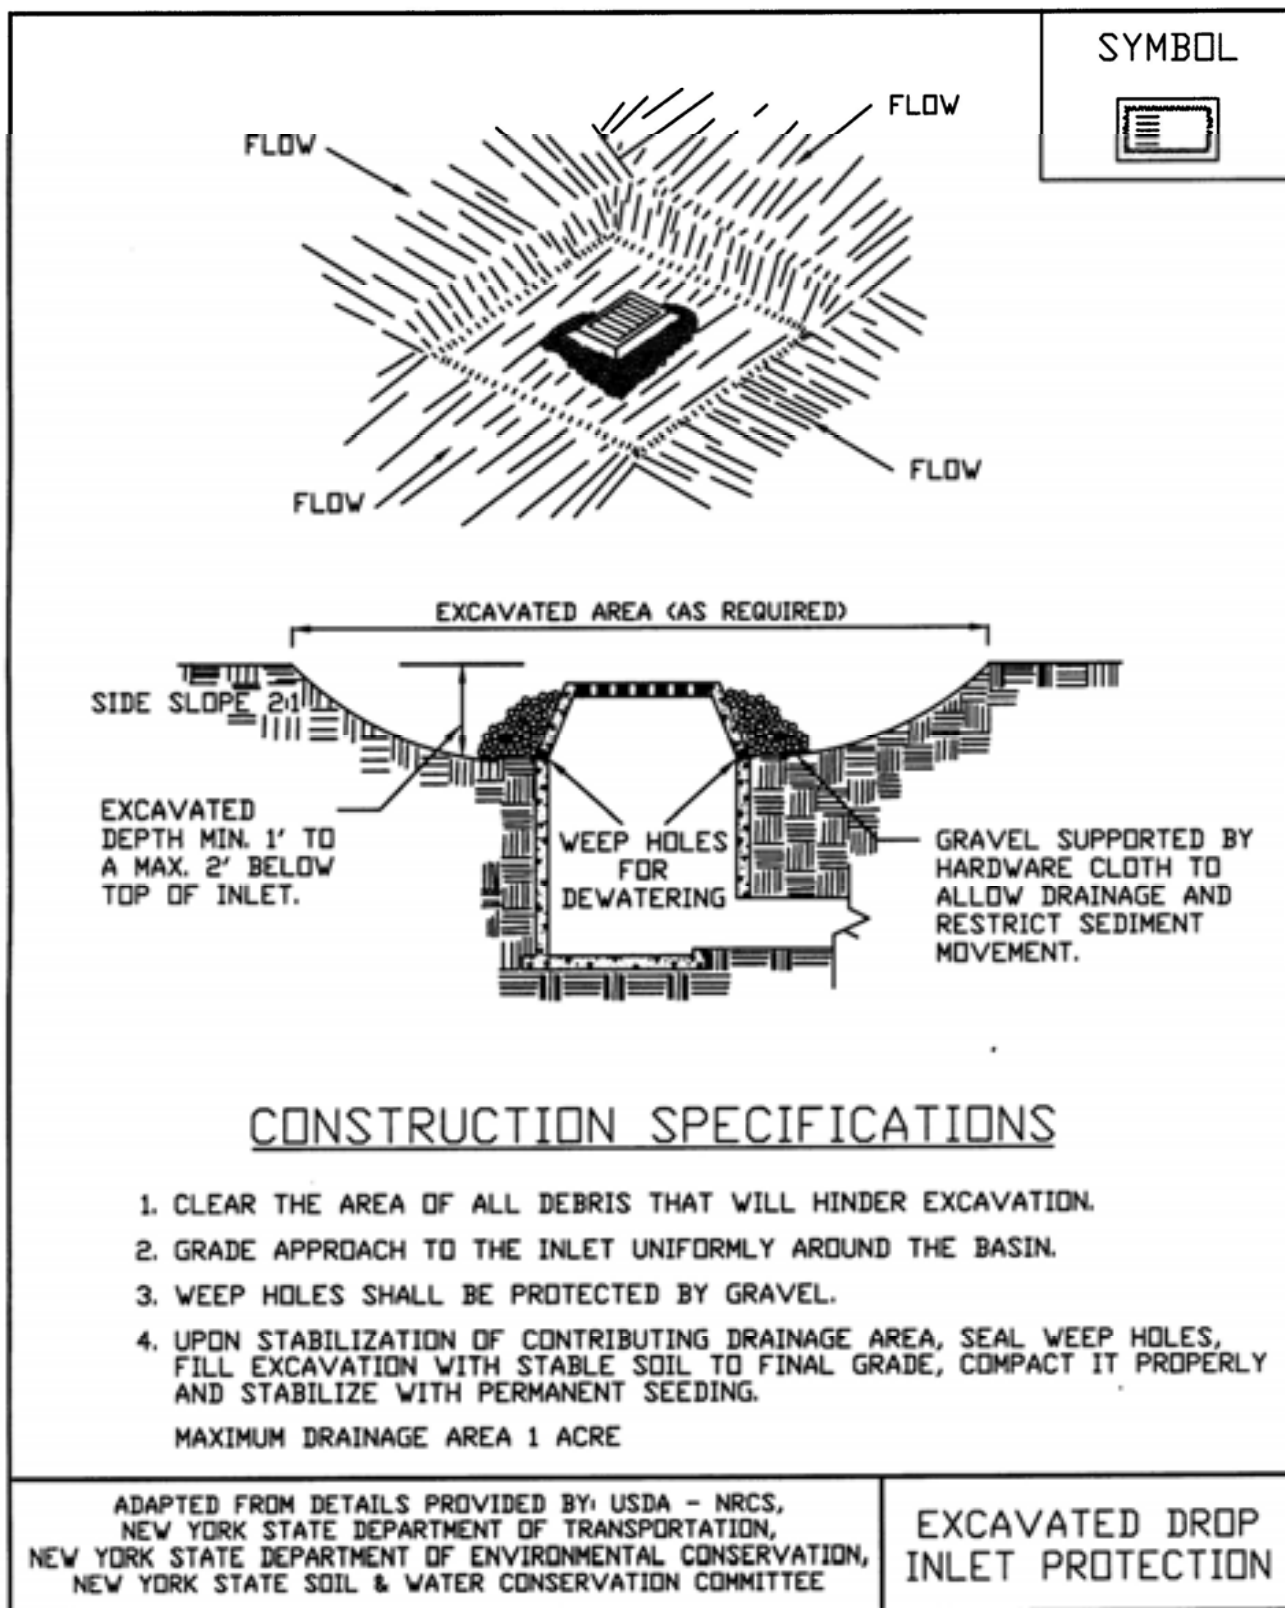 SYMBOL
FLOW
FLOW
FLOW
FLOW
EXCAVATED AREA (AS REQUIRED)
SIDE SLOPE 2:1
EXCAVATED
DEPTH MIN. 1' TO
A MAX. 2' BELOW
TOP OF INLET.
WEEP HOLES
FOR
DEWATERING
GRAVEL SUPPORTED BY
HARDWARE CLOTH TO
ALLOW DRAINAGE AND
RESTRICT SEDIMENT
MOVEMENT.
CONSTRUCTION SPECIFICATIONS
1. CLEAR THE AREA OF ALL DEBRIS THAT WILL HINDER EXCAVATION.
2. GRADE APPROACH TO THE INLET UNIFORMLY AROUND THE BASIN.
3. WEEP HOLES SHALL BE PROTECTED BY GRAVEL.
4. UPON STABILIZATION OF CONTRIBUTING DRAINAGE AREA, SEAL WEEP HOLES,
FILL EXCAVATION WITH STABLE SOIL TO FINAL GRADE, COMPACT IT PROPERLY
AND STABILIZE WITH PERMANENT SEEDING.
MAXIMUM DRAINAGE AREA 1 ACRE
ADAPTED FROM DETAILS PROVIDED BY: USDA - NRCS,
NEW YORK STATE DEPARTMENT OF TRANSPORTATION,
NEW YORK STATE DEPARTMENT OF ENVIRONMENTAL CONSERVATION,
NEW YORK STATE SOIL & WATER CONSERVATION COMMITTEE
EXCAVATED DROP
INLET PROTECTION